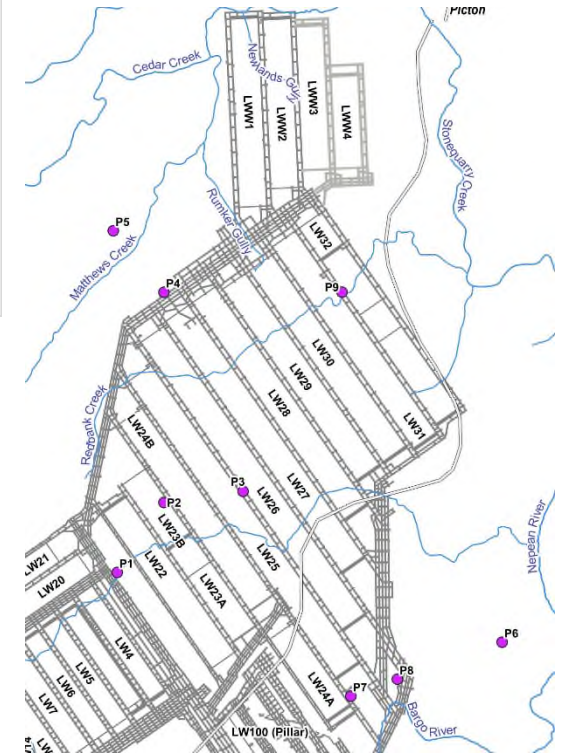 Picton
Cedar Creek
Newlands Gully
LWW1
LWW2
LWW3
LWW4
Stonequarry Creek
P5
Rumker Gully
Matthews Creek
LW32
P4
P9
LW30
LW29
LW28
Redbank Creek
LW24B
LW31
P3
LW27
LW26
P2
LW23B
LW25
Nepean River
LW21
LW20
P1
LW22
LW23A
LW4
LW5
LW6
LW7
P6
P8
P7
LW24A
Bargo River
LW100 (Pillar)